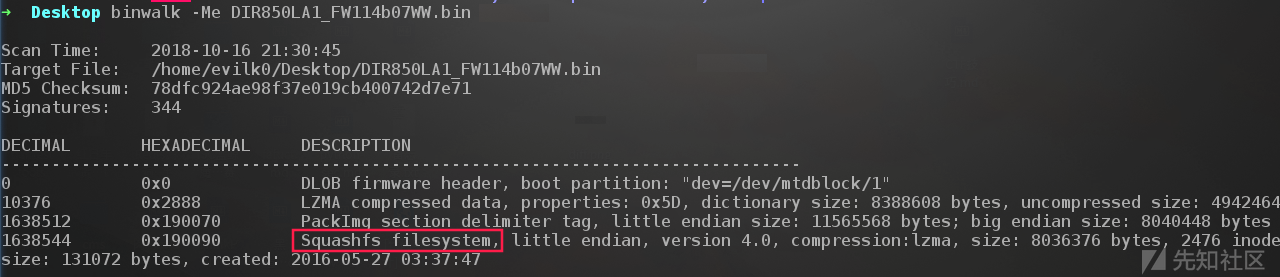 ➜ Desktop binwalk -Me DIR850LA1_FW114b07WW.bin
Scan Time: 2018-10-16 21:30:45
Target File: /home/evilk0/Desktop/DIR850LA1_FW114b07WW.bin
MD5 Checksum: 78dfc924ae98f37e019cb400742d7e71
Signatures: 344
DECIMAL HEXADECIMAL DESCRIPTION
--------------------------------------------------------------------------------
0 0x0 DLOB firmware header, boot partition: "dev=/dev/mtdblock/1"
10376 0x2888 LZMA compressed data, properties: 0x5D, dictionary size: 8388608 bytes, uncompressed size: 4942464
1638512 0x190070 PackImg section delimiter tag, little endian size: 11565568 bytes; big endian size: 8040448 bytes
1638544 0x190090 Squashfs filesystem, little endian, version 4.0, compression:lzma, size: 8036376 bytes, 2476 inode
size: 131072 bytes, created: 2016-05-27 03:37:47
先知社区